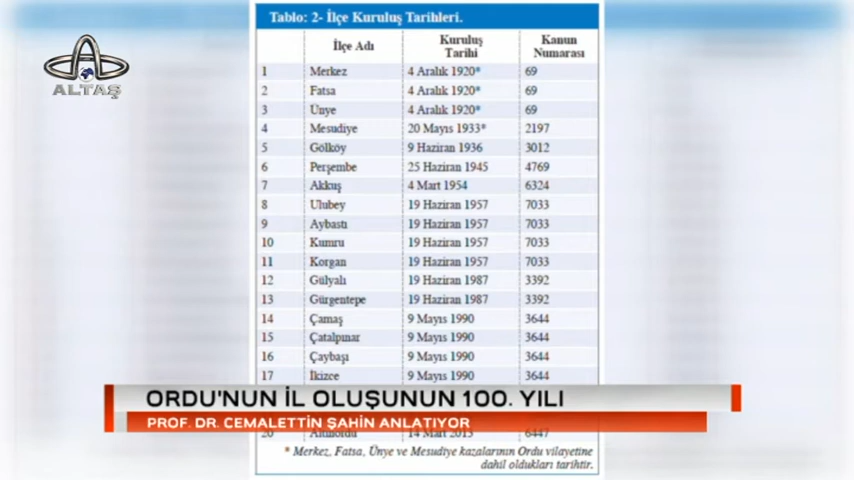 Tablo: 2- İlçe Kuruluş Tarihleri.
İlçe Adı Kuruluş Tarihi Kanun Numarası
1 Merkez 4 Aralık 1920* 69
2 Fatsa 4 Aralık 1920* 69
3 Ünye 4 Aralık 1920* 69
4 Mesudiye 20 Mayıs 1933* 2197
5 Gölköy 9 Haziran 1936 3012
6 Perşembe 25 Haziran 1945 4769
7 Akkuş 4 Mart 1954 6324
8 Ulubey 19 Haziran 1957 7033
9 Aybastı 19 Haziran 1957 7033
10 Kumru 19 Haziran 1957 7033
11 Korgan 19 Haziran 1957 7033
12 Gülyalı 19 Haziran 1987 3392
13 Gürgentepe 19 Haziran 1987 3392
14 Çamaş 9 Mayıs 1990 3644
15 Çatalpınar 9 Mayıs 1990 3644
16 Çaybaşı 9 Mayıs 1990 3644
17 İkizce 9 Mayıs 1990 3644
20 Altınordu 14 Mart 2013 6447
* Merkez, Fatsa, Ünye ve Mesudiye kazalarının Ordu vilayetine
dahil oldukları tarihtir.
ALTAŞ
ORDU'NUN İL OLUŞUNUN 100. YILI
PROF. DR. CEMALETTİN ŞAHİN ANLATIYOR